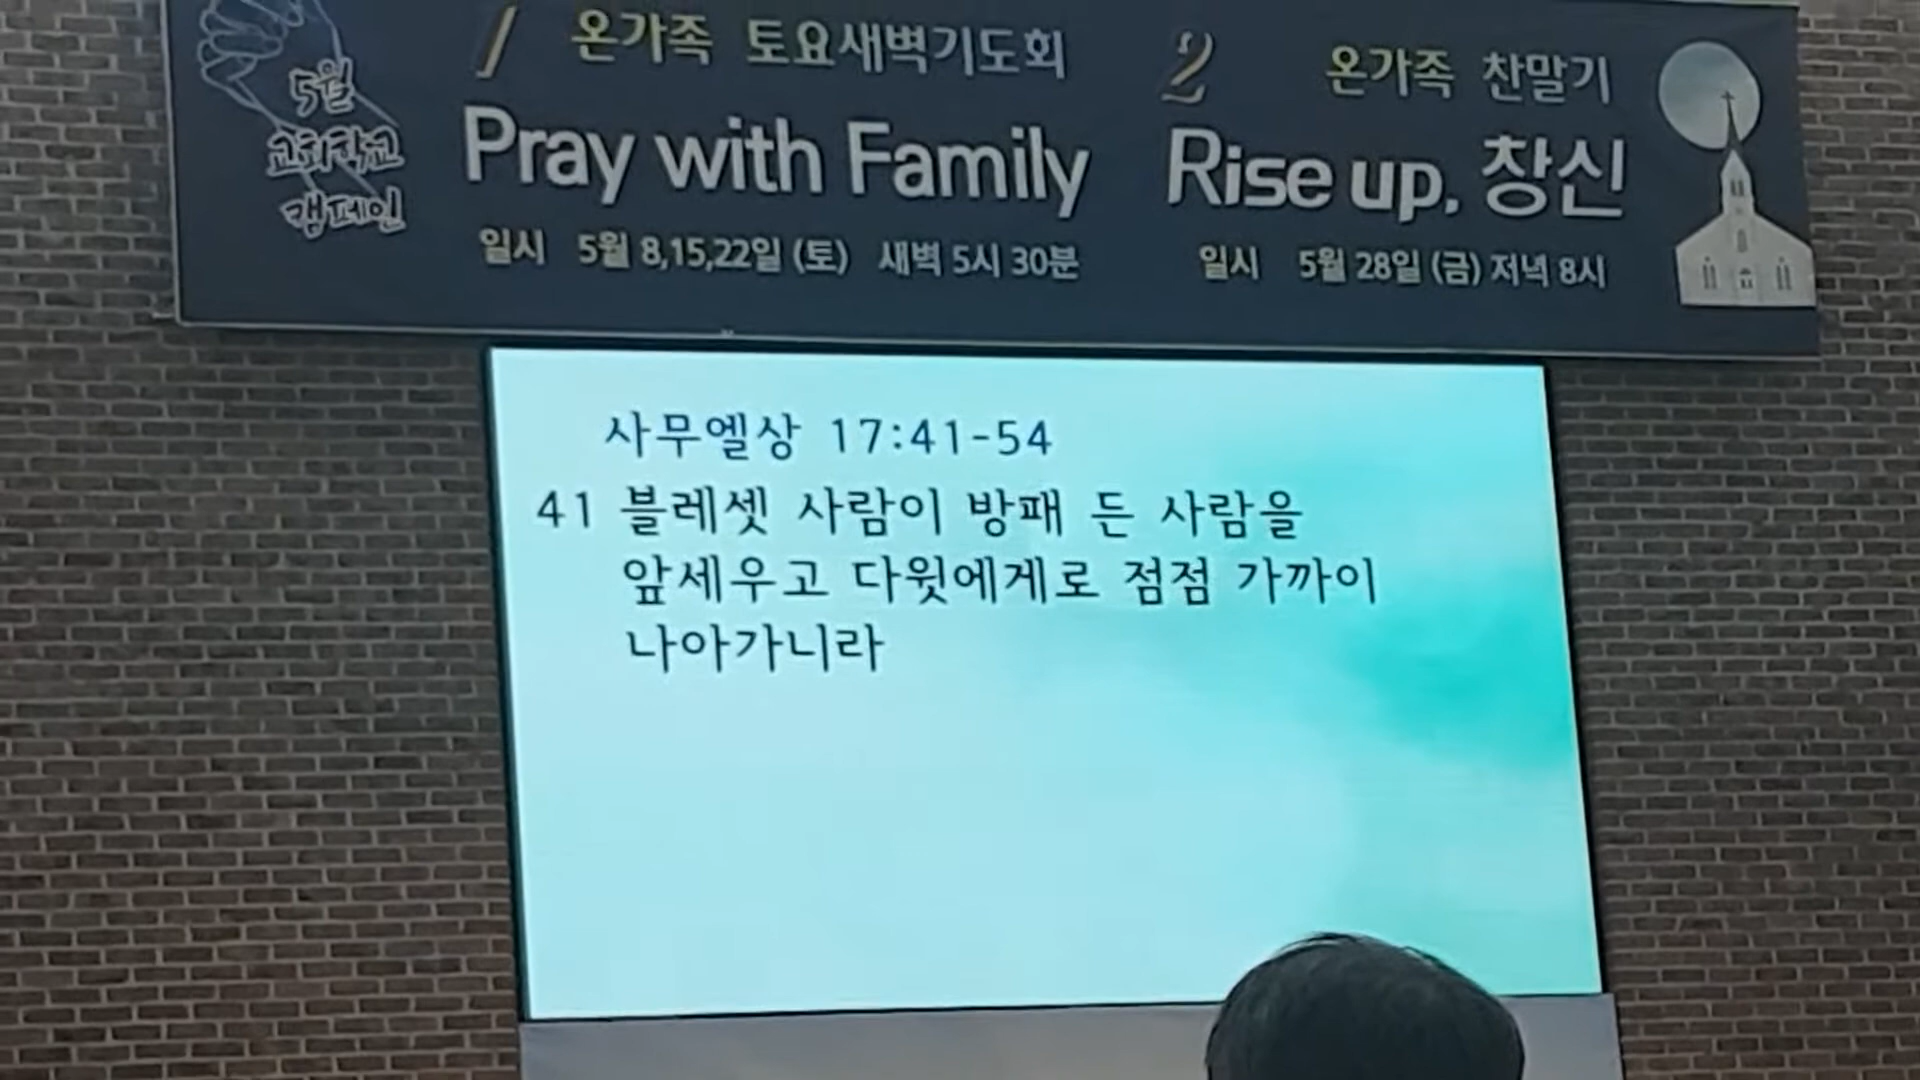 5월
교회학교
캠페인
1 온가족 토요새벽기도회
Pray with Family
일시 5월 8,15,22일 (토) 새벽 5시 30분
2 온가족 찬말기
Rise up, 창신
일시 5월 28일 (금) 저녁 8시
사무엘상 17:41-54
41 블레셋 사람이 방패 든 사람을
앞세우고 다윗에게로 점점 가까이
나아가니라